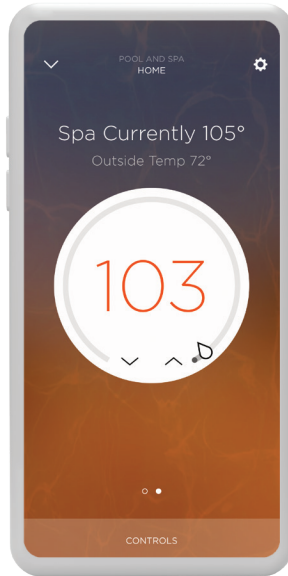 POOL AND SPA
HOME
Spa Currently 105°
Outside Temp 72°
103
CONTROLS